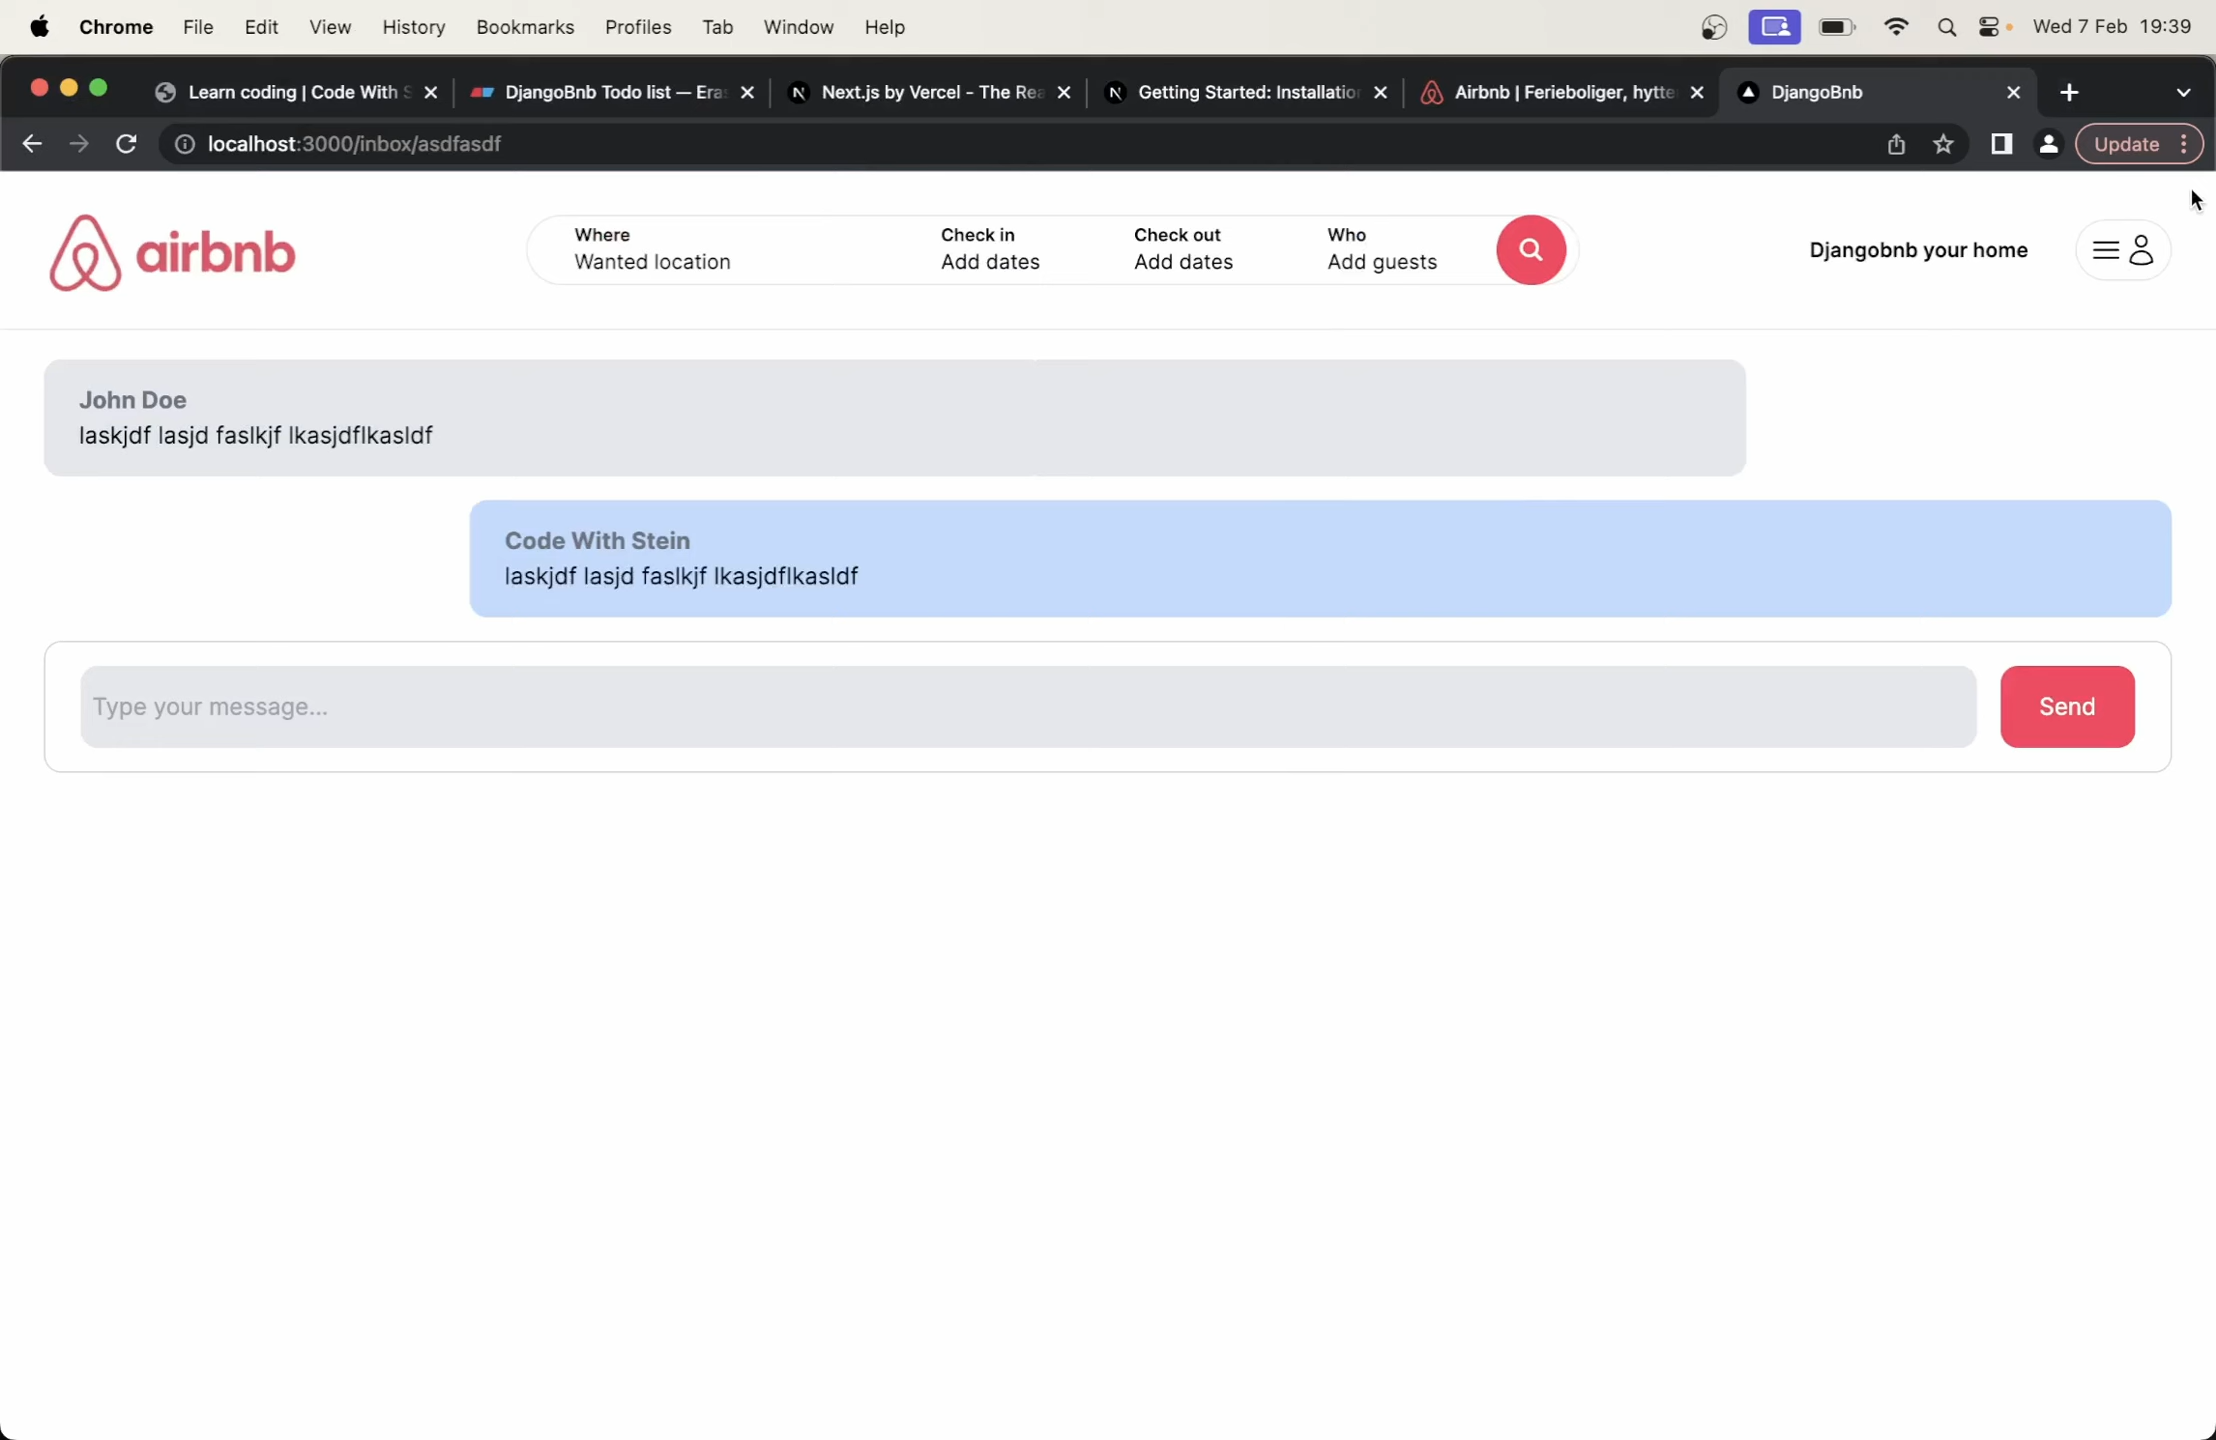 Chrome File Edit View History Bookmarks Profiles Tab Window Help Wed 7 Feb 19:39
Learn coding | Code With S DjangoBnb Todo list — Eras Next.js by Vercel - The Rea Getting Started: Installation Airbnb | Ferieboliger, hytte DjangoBnb
localhost:3000/inbox/asdfasdf Update
airbnb
Where Check in Check out Who
Wanted location Add dates Add dates Add guests
Djangobnb your home
John Doe
laskjdf lasjd faslkjf lkasjdflkasldf
Code With Stein
laskjdf lasjd faslkjf lkasjdflkasldf
Type your message...
Send